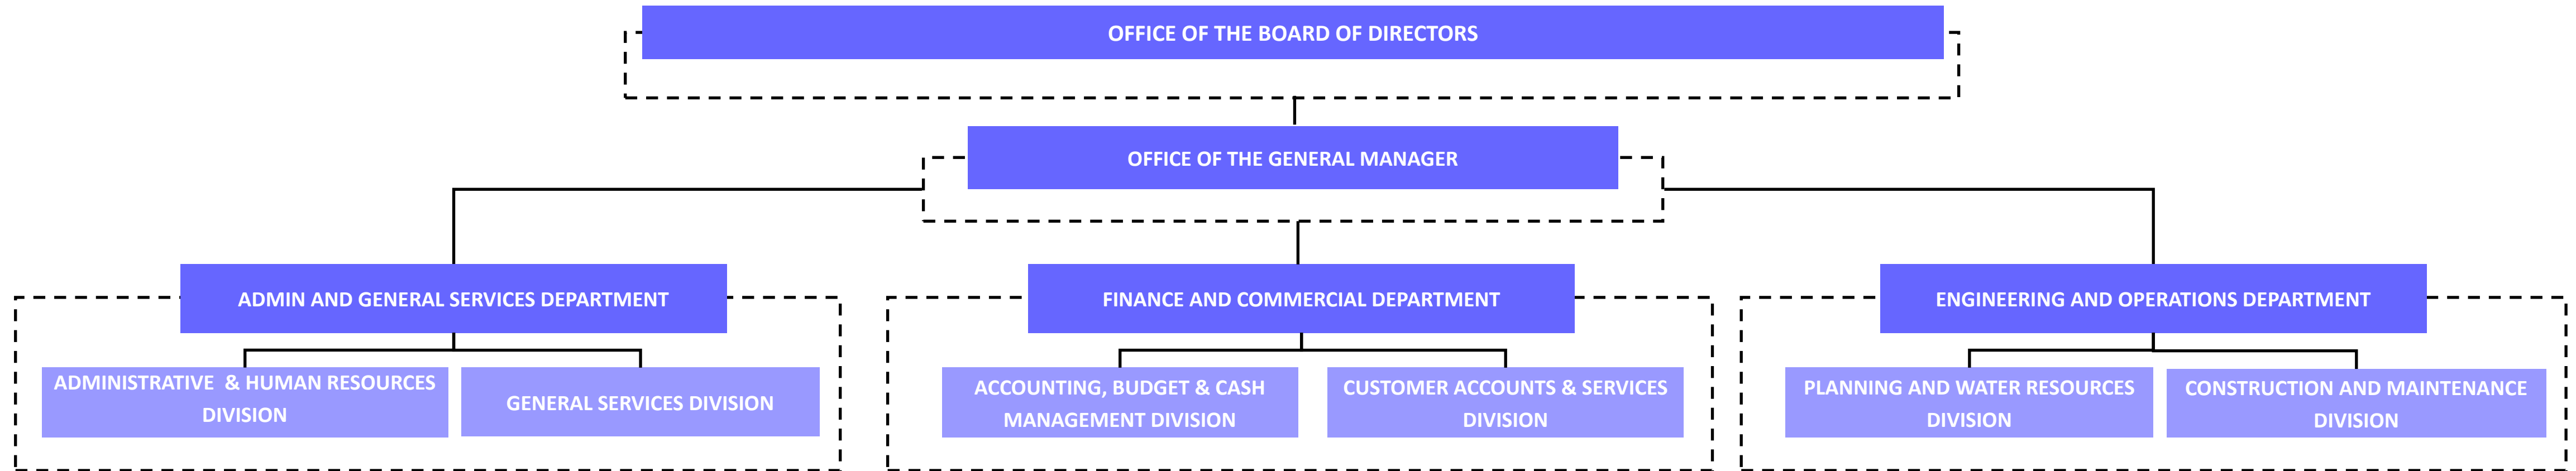 OFFICE OF THE BOARD OF DIRECTORS
OFFICE OF THE GENERAL MANAGER
ADMIN AND GENERAL SERVICES DEPARTMENT
FINANCE AND COMMERCIAL DEPARTMENT
ENGINEERING AND OPERATIONS DEPARTMENT
ADMINISTRATIVE & HUMAN RESOURCES
DIVISION
GENERAL SERVICES DIVISION
ACCOUNTING, BUDGET & CASH
MANAGEMENT DIVISION
CUSTOMER ACCOUNTS & SERVICES
DIVISION
PLANNING AND WATER RESOURCES
DIVISION
CONSTRUCTION AND MAINTENANCE
DIVISION